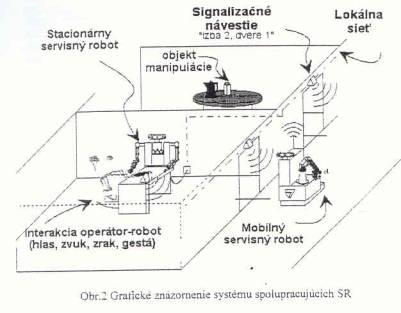 Signalizačné
návestie
"izba 2, dvere 1"
Lokálna
sieť
Stacionárny
servisný robot
objekt
manipulácie
Interakcia operátor-robot
(hlas, zvuk, zrak, gestá)
Mobilný
servisný robot
Obr.2 Grafické znázornenie systému spolupracujúcich SR